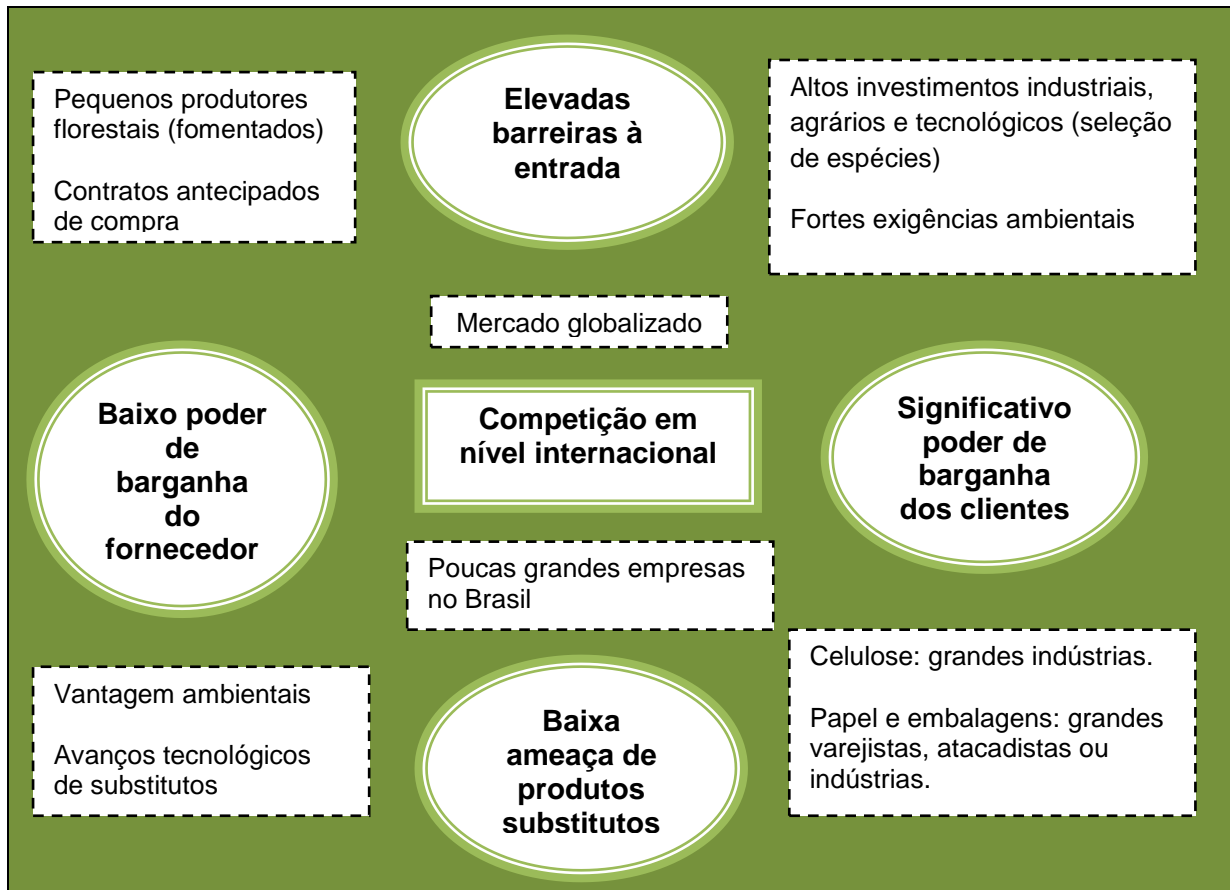 Pequenos produtores
florestais (fomentados)
Contratos antecipados
de compra
Elevadas
barreiras à
entrada
Altos investimentos industriais,
agrários e tecnológicos (seleção
de espécies)
Fortes exigências ambientais
Mercado globalizado
Baixo poder
de
barganha
do
fornecedor
Competição em
nível internacional
Significativo
poder de
barganha
dos clientes
Poucas grandes empresas
no Brasil
Vantagem ambientais
Avanços tecnológicos
de substitutos
Baixa
ameaça de
produtos
substitutos
Celulose: grandes indústrias.
Papel e embalagens: grandes
varejistas, atacadistas ou
indústrias.